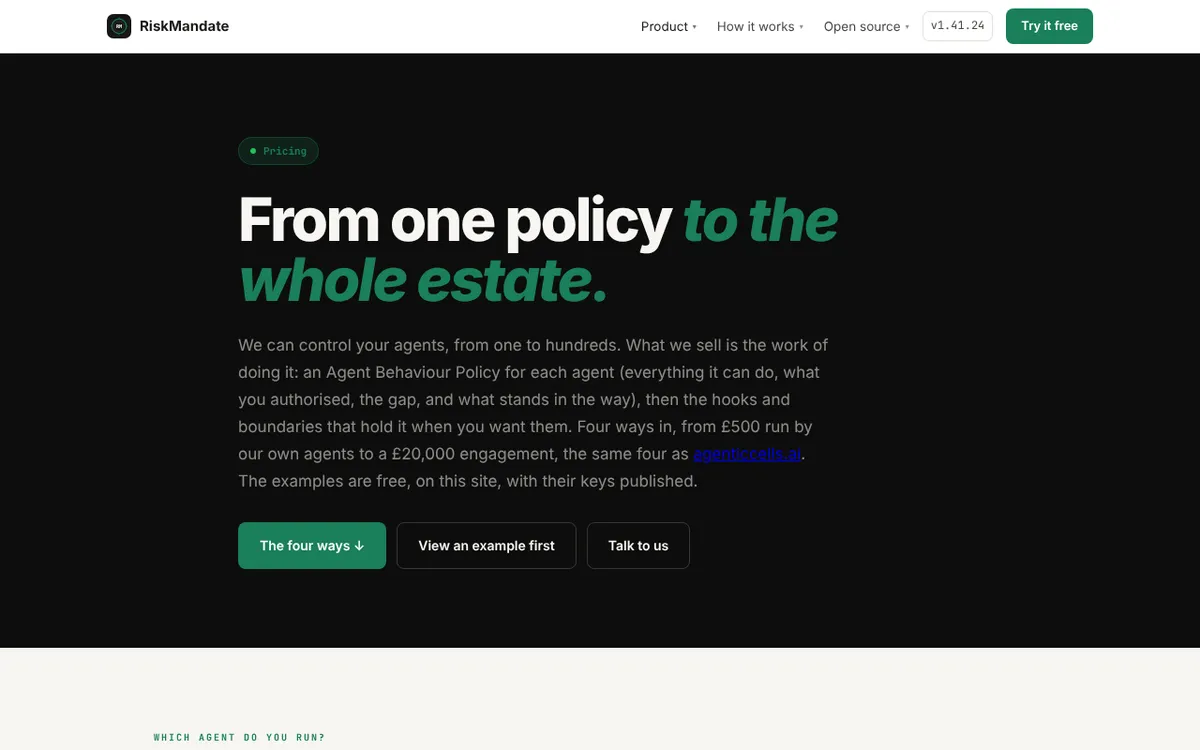 RM
RiskMandate
Product
How it works
Open source
v1.41.24
Try it free
Pricing
From one policy to the
whole estate.
We can control your agents, from one to hundreds. What we sell is the work of
doing it: an Agent Behaviour Policy for each agent (everything it can do, what
you authorised, the gap, and what stands in the way), then the hooks and
boundaries that hold it when you want them. Four ways in, from £500 run by
our own agents to a £20,000 engagement, the same four as agenticcells.ai.
The examples are free, on this site, with their keys published.
The four ways ↓
View an example first
Talk to us
WHICH AGENT DO YOU RUN?